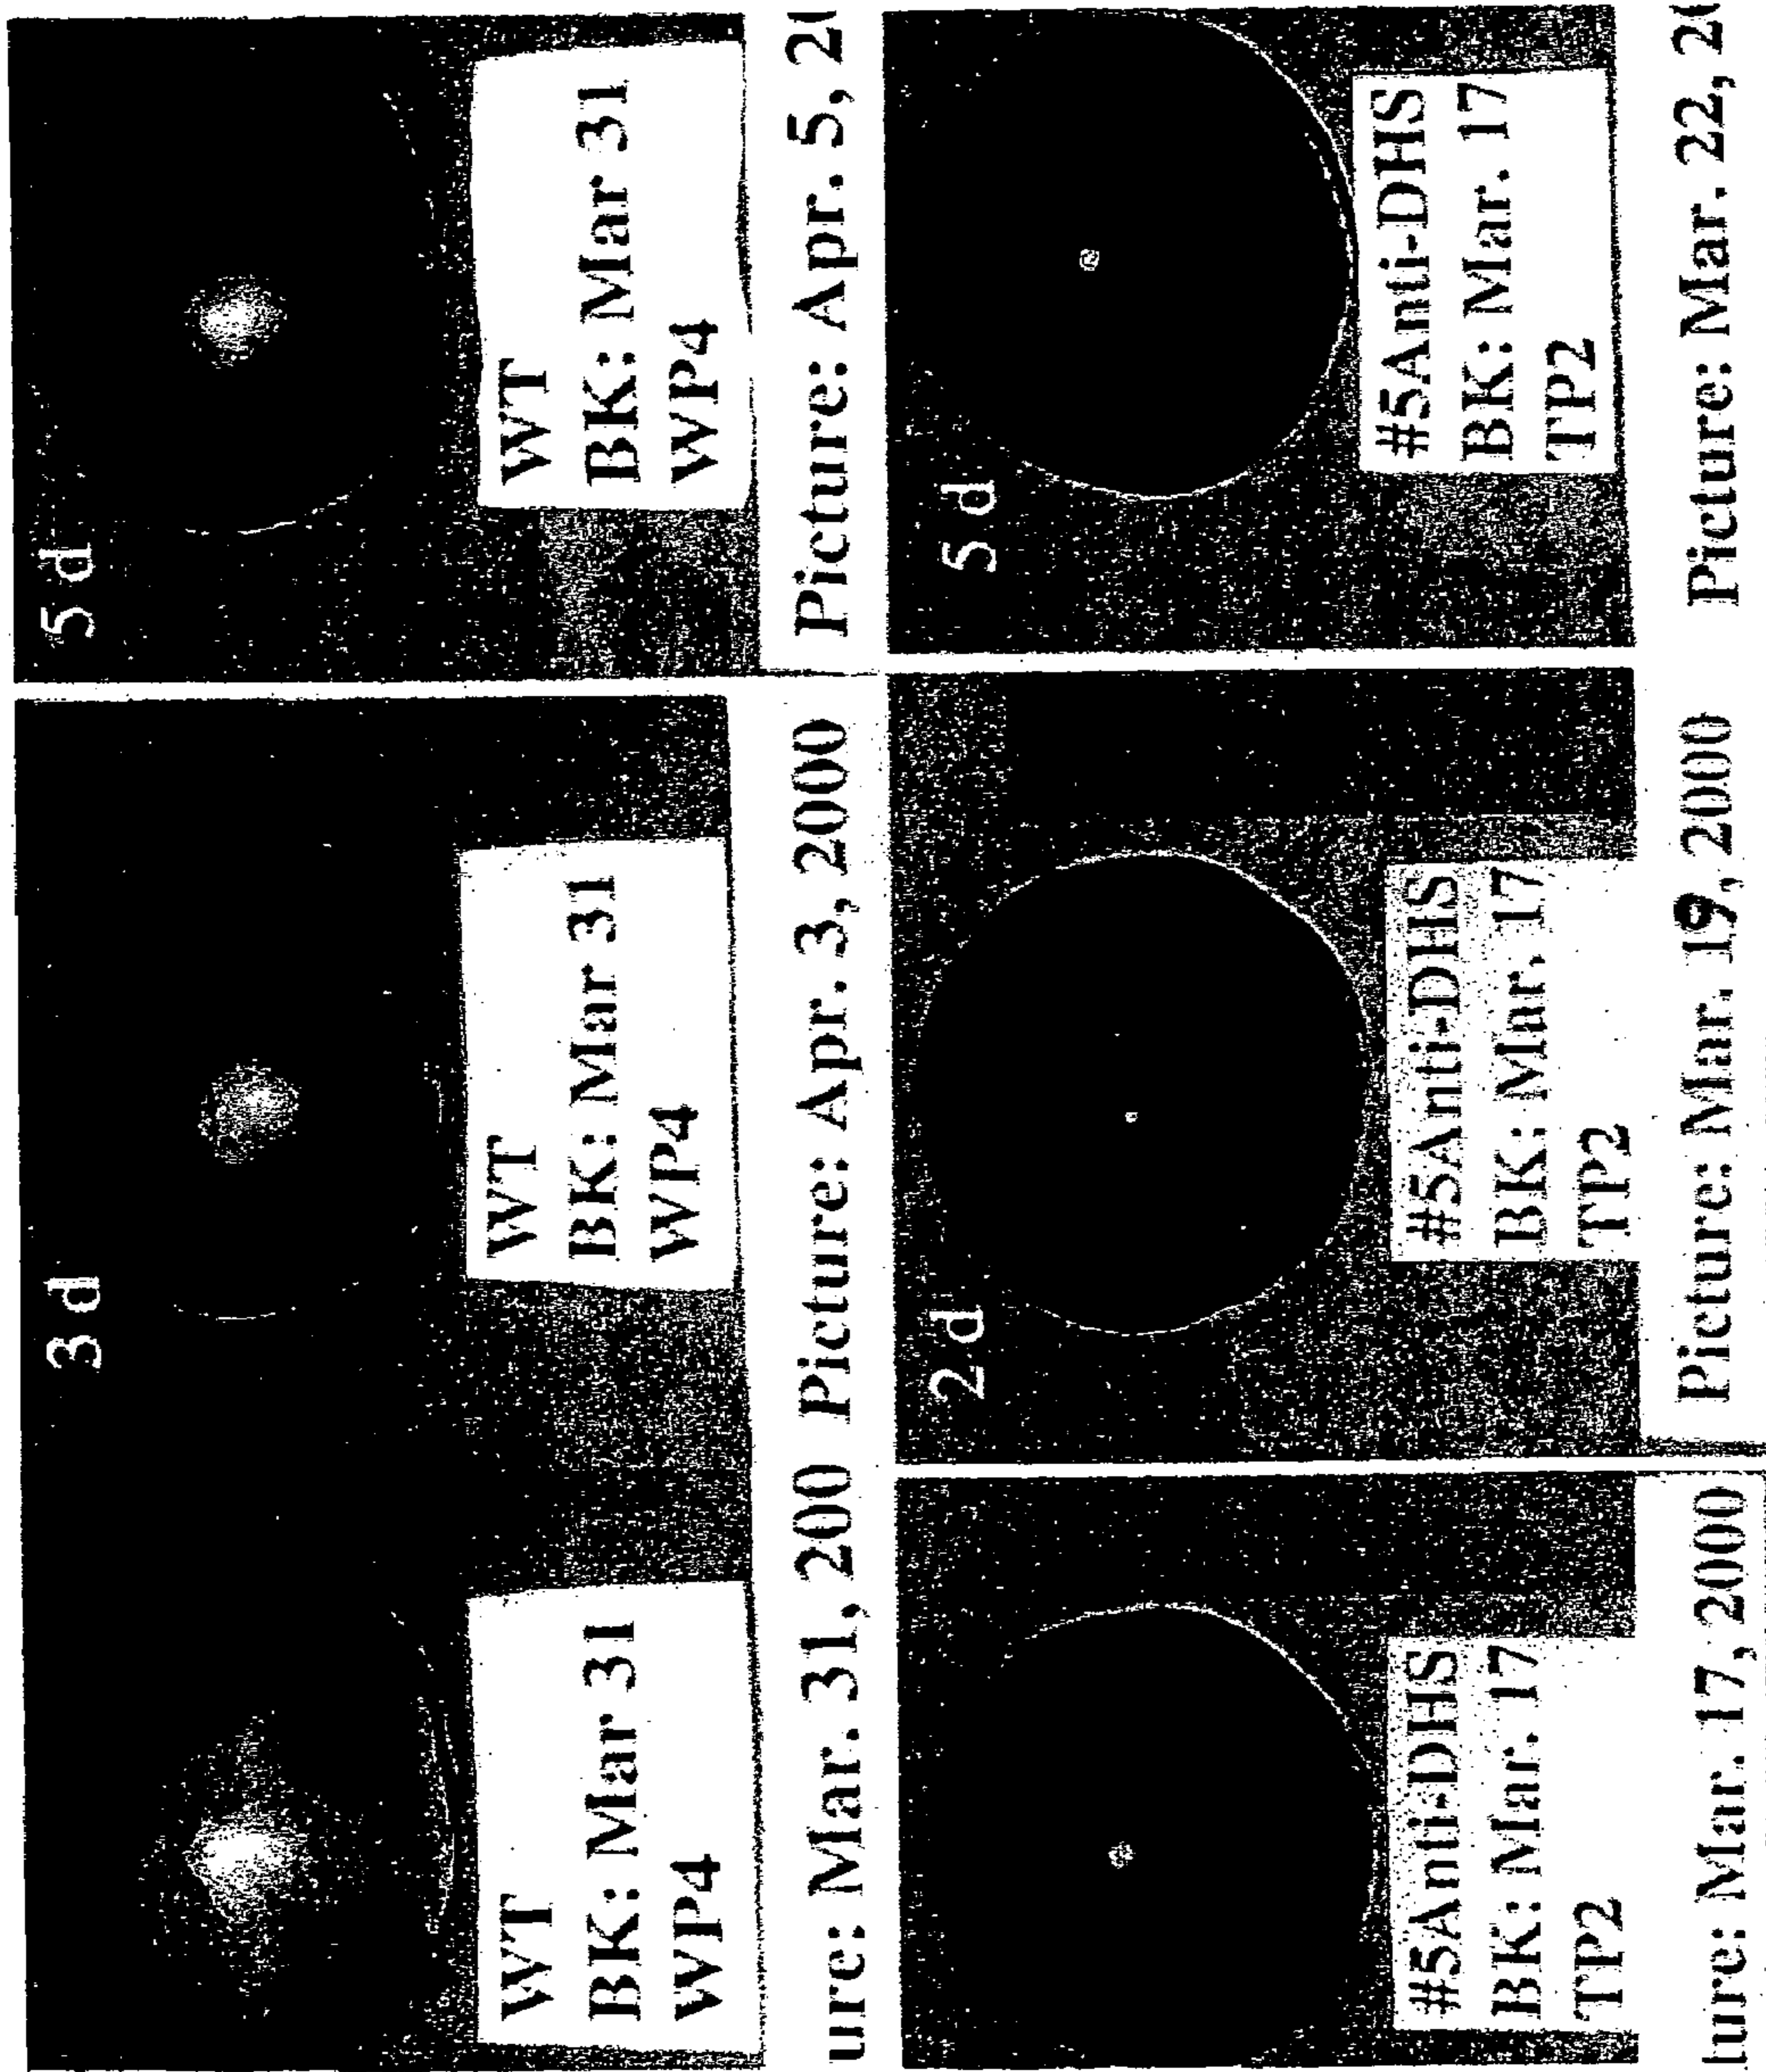 WT
BK: Mar 31
WP4
ure: Mar. 31, 200
3 d
WT
BK: Mar 31
WP4
Picture: Apr. 3, 2000
5 d
WT
BK: Mar 31
WP4
Picture: Apr. 5, 20
#5Anti-DHS
BK: Mar. 17
TP2
ture: Mar. 17, 2000
2 d
#5Anti-DHS
BK: Mar. 17
TP2
Picture: Mar. 19, 2000
5 d
#5Anti-DHS
BK: Mar. 17
TP2
Picture: Mar. 22, 20